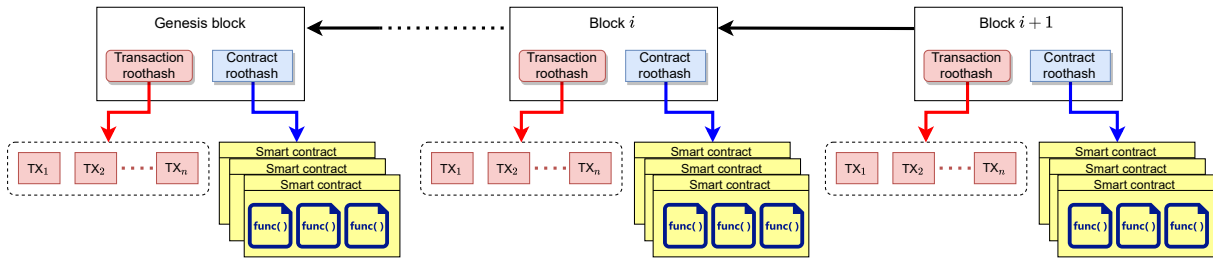 Genesis block
Transaction
roothash
Contract
roothash
TX₁
TX₂
TXₙ
Smart contract
Smart contract
Smart contract
func( )
func( )
func( )
Block i
Transaction
roothash
Contract
roothash
TX₁
TX₂
TXₙ
Smart contract
Smart contract
Smart contract
func( )
func( )
func( )
Block i + 1
Transaction
roothash
Contract
roothash
TX₁
TX₂
TXₙ
Smart contract
Smart contract
Smart contract
func( )
func( )
func( )